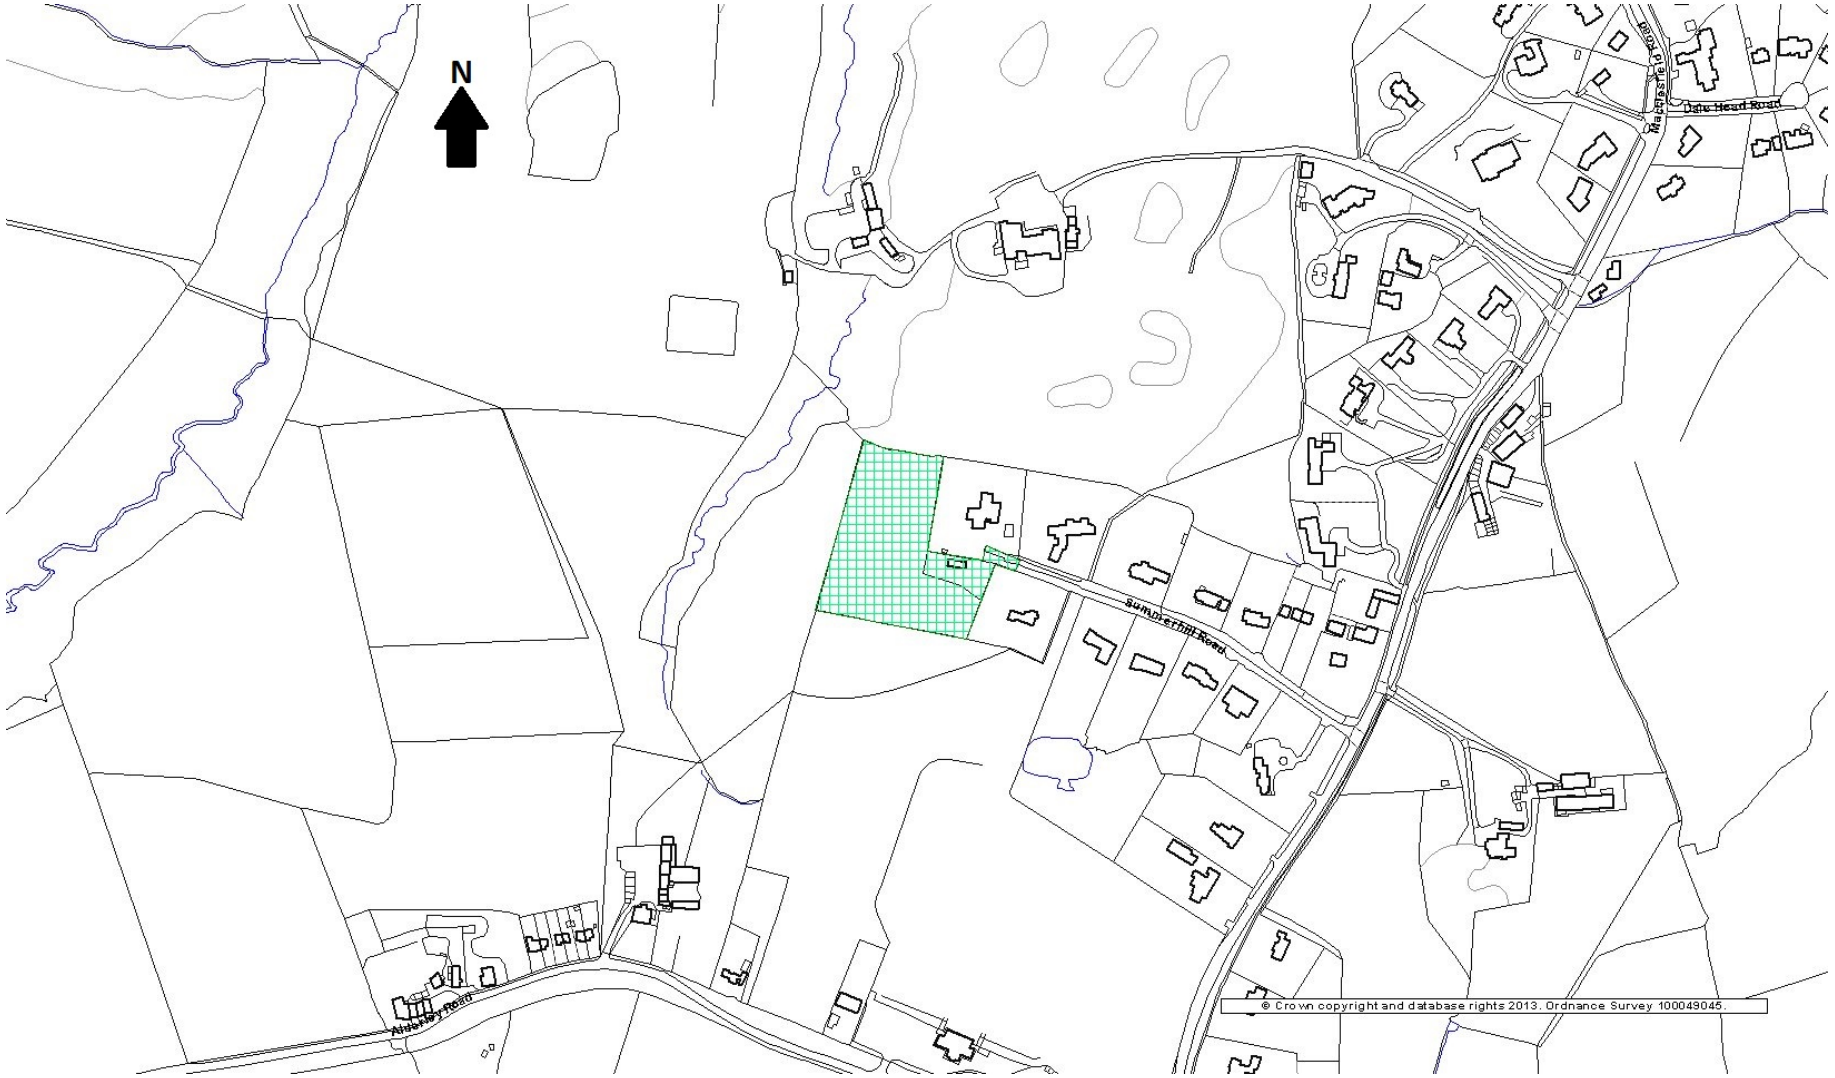 N
Macclesfield Road
Dale Head Road
Summerhill Road
Alderley Road
© Crown copyright and database rights 2013. Ordnance Survey 100049045.